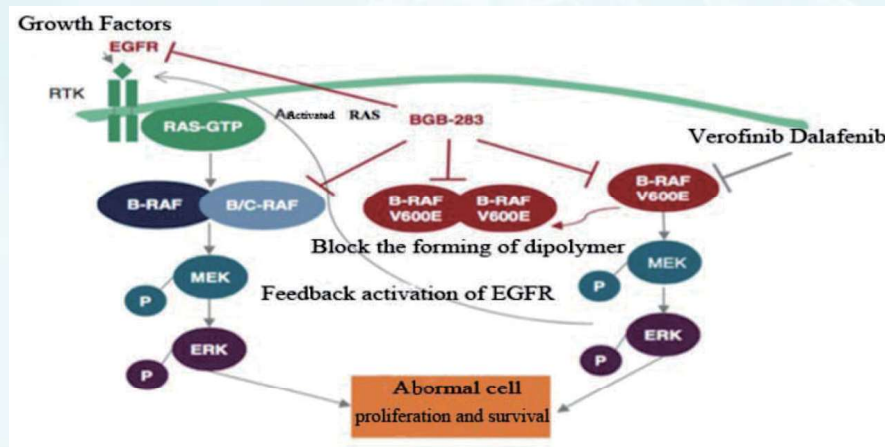 Growth Factors
EGFR
RTK
RAS-GTP
Activated RAS
BGB-283
Verofinib Dalafenib
B-RAF
B/C-RAF
B-RAF
V600E
B-RAF
V600E
B-RAF
V600E
Block the forming of dipolymer
MEK
P
MEK
P
Feedback activation of EGFR
ERK
P
ERK
P
Abormal cell
proliferation and survival